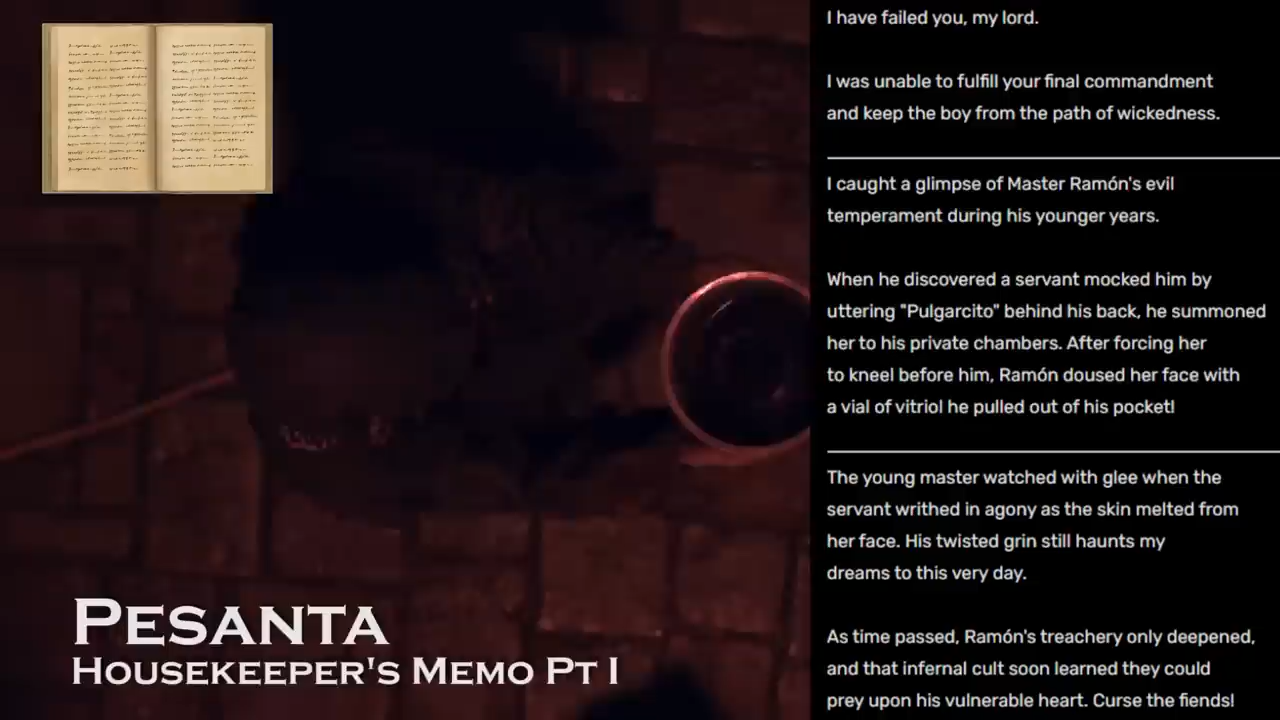 I have failed you, my lord.
I was unable to fulfill your final commandment
and keep the boy from the path of wickedness.
I caught a glimpse of Master Ramón's evil
temperament during his younger years.
When he discovered a servant mocked him by
uttering "Pulgarcito" behind his back, he summoned
her to his private chambers. After forcing her
to kneel before him, Ramón doused her face with
a vial of vitriol he pulled out of his pocket!
The young master watched with glee when the
servant writhed in agony as the skin melted from
her face. His twisted grin still haunts my
dreams to this very day.
As time passed, Ramón's treachery only deepened,
and that infernal cult soon learned they could
prey upon his vulnerable heart. Curse the fiends!
Pesanta
Housekeeper's Memo Pt I